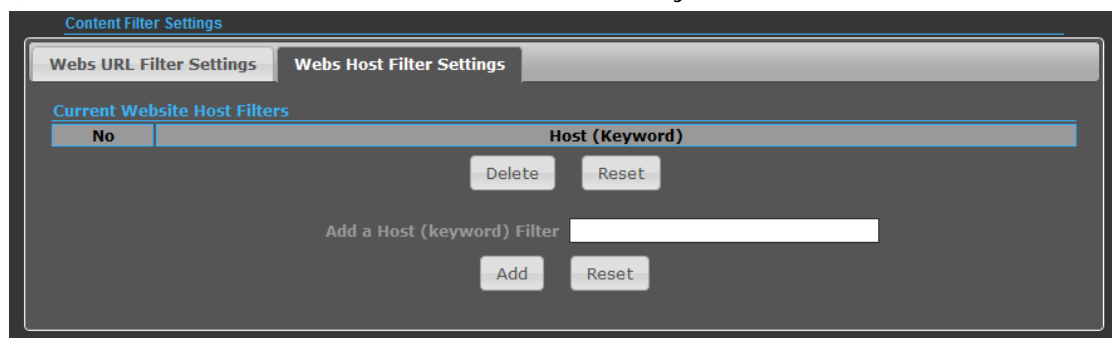 Content Filter Settings
Webs URL Filter Settings Webs Host Filter Settings
Current Website Host Filters
No Host (Keyword)
Delete Reset
Add a Host (keyword) Filter
Add Reset